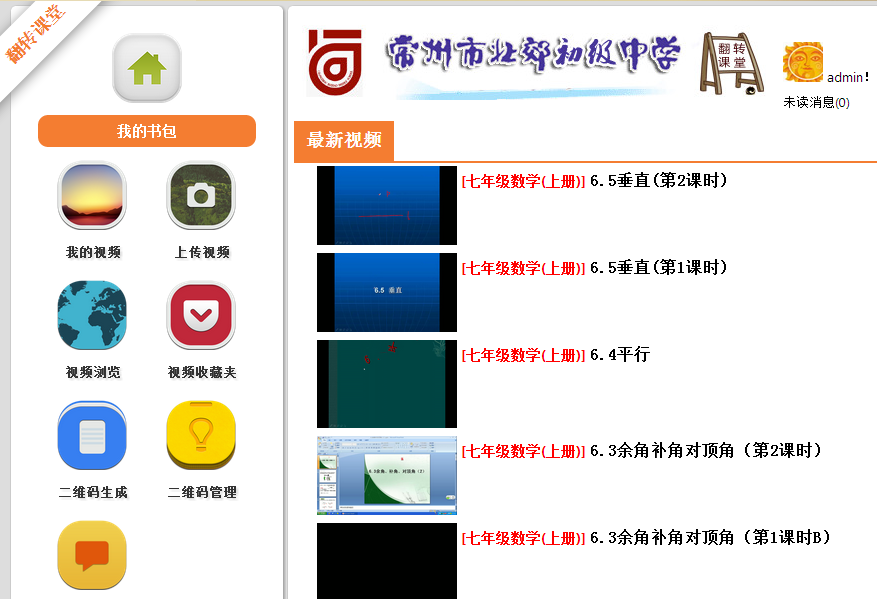 翻转课堂
我的书包
我的视频
上传视频
视频浏览
视频收藏夹
二维码生成
二维码管理
常州市北郊初级中学
翻转
课堂
admin!
未读消息(0)
最新视频
[七年级数学(上册)] 6.5垂直(第2课时)
[七年级数学(上册)] 6.5垂直(第1课时)
6.5 垂直
[七年级数学(上册)] 6.4平行
[七年级数学(上册)] 6.3余角补角对顶角（第2课时)
6.3余角、补角、对顶角（2）
[七年级数学(上册)] 6.3余角补角对顶角（第1课时B)